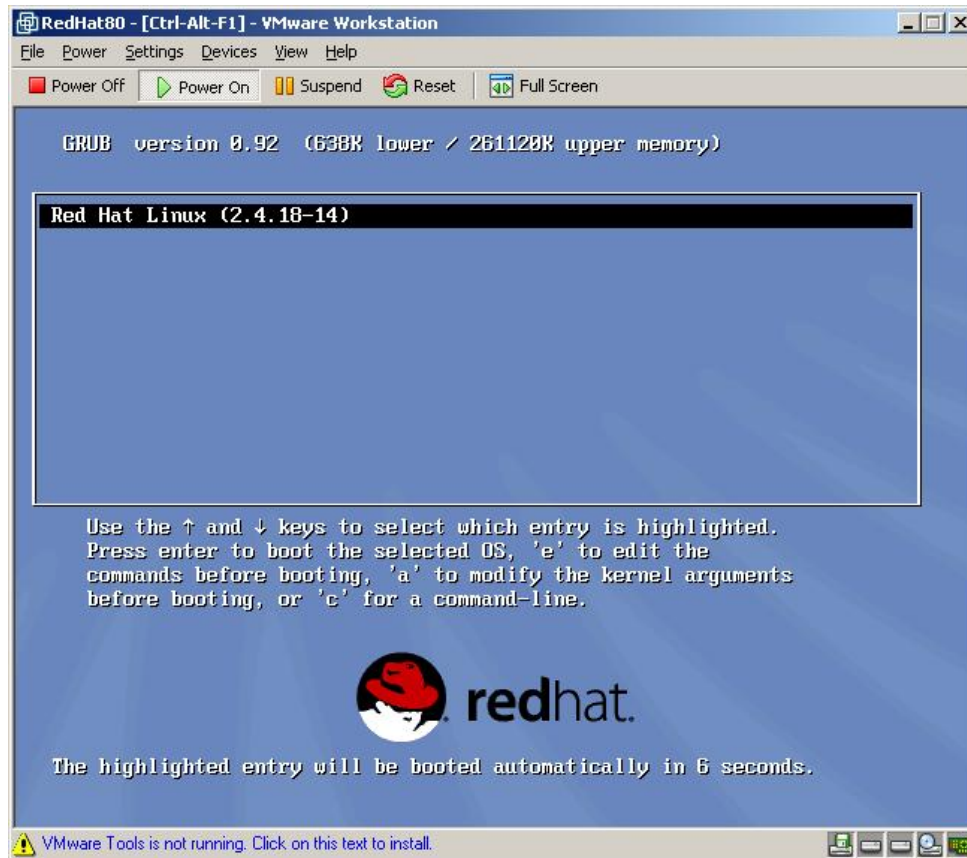 RedHat80 - [Ctrl-Alt-F1] - VMware Workstation
File Power Settings Devices View Help
Power Off Power On Suspend Reset Full Screen
GRUB version 0.92 (638K lower / 261120K upper memory)
Red Hat Linux (2.4.18-14)
Use the ↑ and ↓ keys to select which entry is highlighted.
Press enter to boot the selected OS, 'e' to edit the
commands before booting, 'a' to modify the kernel arguments
before booting, or 'c' for a command-line.
redhat.
The highlighted entry will be booted automatically in 6 seconds.
VMware Tools is not running. Click on this text to install.